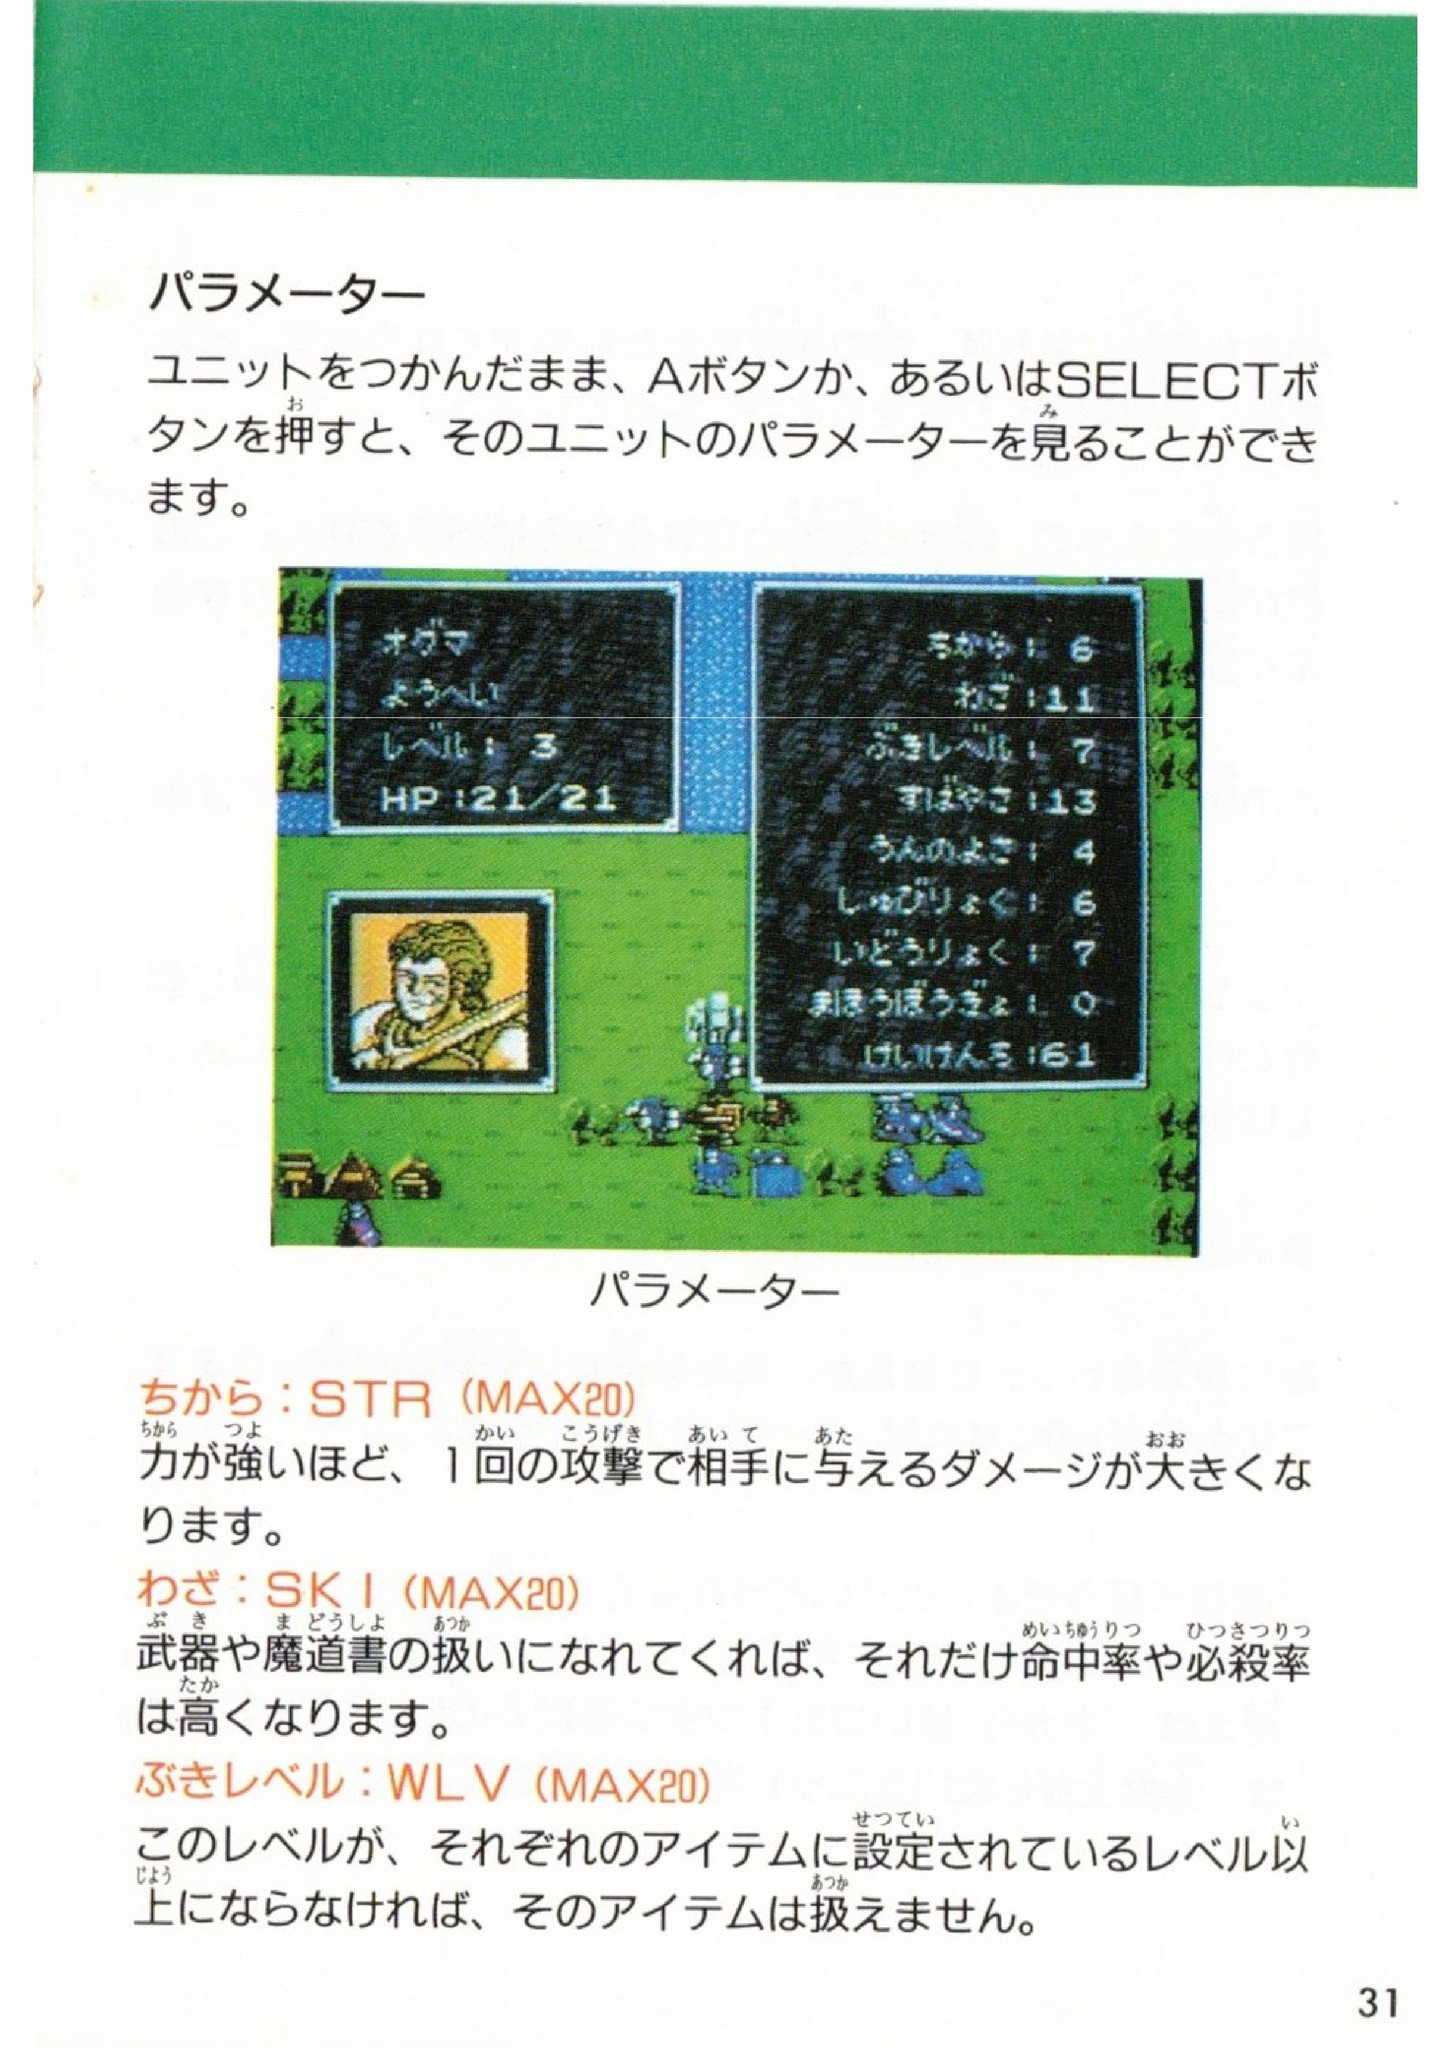 パラメーター
ユニットをつかんだまま、Aボタンか、あるいはSELECTボ
タンを押すと、そのユニットのパラメーターを見ることができ
ます。
オグマ
ようへい
レベル: 3
HP:21/21
ちから: 6
わざ:11
ぶきレベル: 7
すばやさ:13
うんのよさ: 4
しゅびりょく: 6
いどうりょく: 7
まほうぼうぎょ: 0
けいけんち:61
パラメーター
ちから：STR（MAX20）
力が強いほど、1回の攻撃で相手に与えるダメージが大きくな
ります。
わざ：SKI（MAX20）
武器や魔道書の扱いになれてくれば、それだけ命中率や必殺率
は高くなります。
ぶきレベル：WLV（MAX20）
このレベルが、それぞれのアイテムに設定されているレベル以
上にならなければ、そのアイテムは扱えません。
31